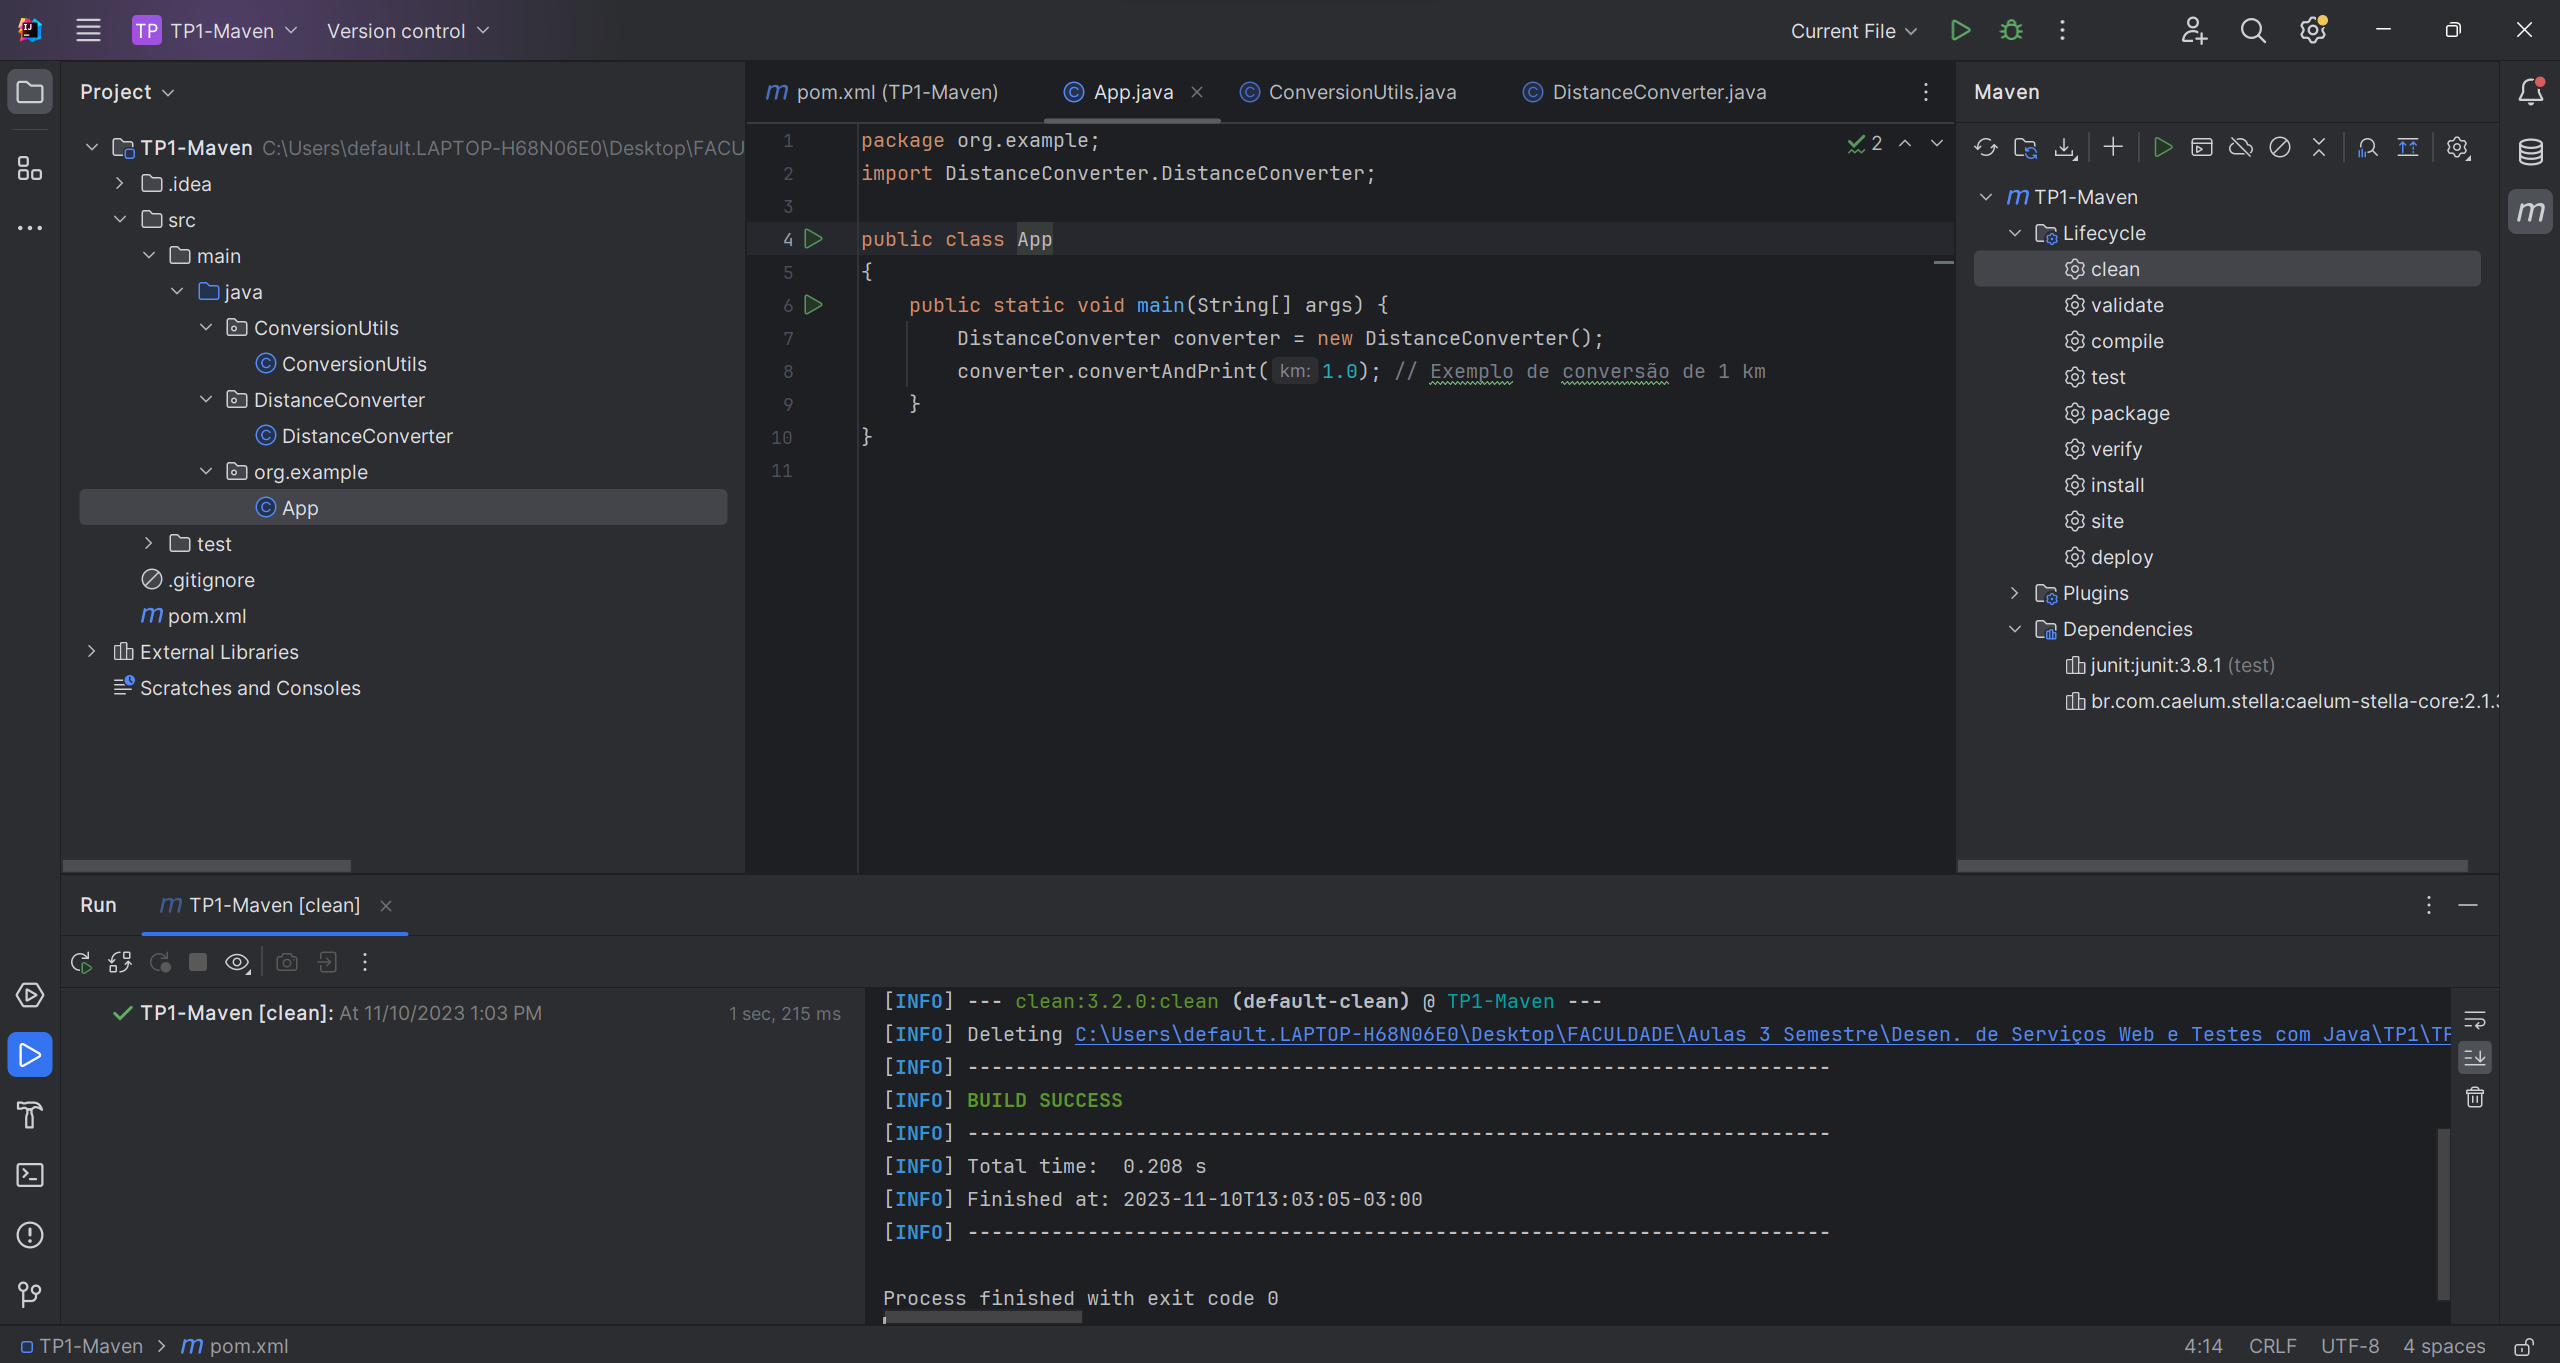 TP TP1-Maven Version control Current File
Project
TP1-Maven C:\Users\default.LAPTOP-H68N06E0\Desktop\FACU
.idea
src
main
java
ConversionUtils
ConversionUtils
DistanceConverter
DistanceConverter
org.example
App
test
.gitignore
m pom.xml
External Libraries
Scratches and Consoles
m pom.xml (TP1-Maven) App.java ConversionUtils.java DistanceConverter.java
2
1 package org.example;
2 import DistanceConverter.DistanceConverter;
3
4 public class App
5 {
6 public static void main(String[] args) {
7 DistanceConverter converter = new DistanceConverter();
8 converter.convertAndPrint( km: 1.0); // Exemplo de conversão de 1 km
9 }
10 }
11
Maven
m TP1-Maven
Lifecycle
clean
validate
compile
test
package
verify
install
site
deploy
Plugins
Dependencies
junit:junit:3.8.1 (test)
br.com.caelum.stella:caelum-stella-core:2.1.
m
Run m TP1-Maven [clean]
TP1-Maven [clean]: At 11/10/2023 1:03 PM 1 sec, 215 ms
[INFO] --- clean:3.2.0:clean (default-clean) @ TP1-Maven ---
[INFO] Deleting C:\Users\default.LAPTOP-H68N06E0\Desktop\FACULDADE\Aulas 3 Semestre\Desen. de Serviços Web e Testes com Java\TP1\
[INFO] ------------------------------------------------------------------------
[INFO] BUILD SUCCESS
[INFO] ------------------------------------------------------------------------
[INFO] Total time:  0.208 s
[INFO] Finished at: 2023-11-10T13:03:05-03:00
[INFO] ------------------------------------------------------------------------
Process finished with exit code 0
TP1-Maven > m pom.xml 4:14 CRLF UTF-8 4 spaces